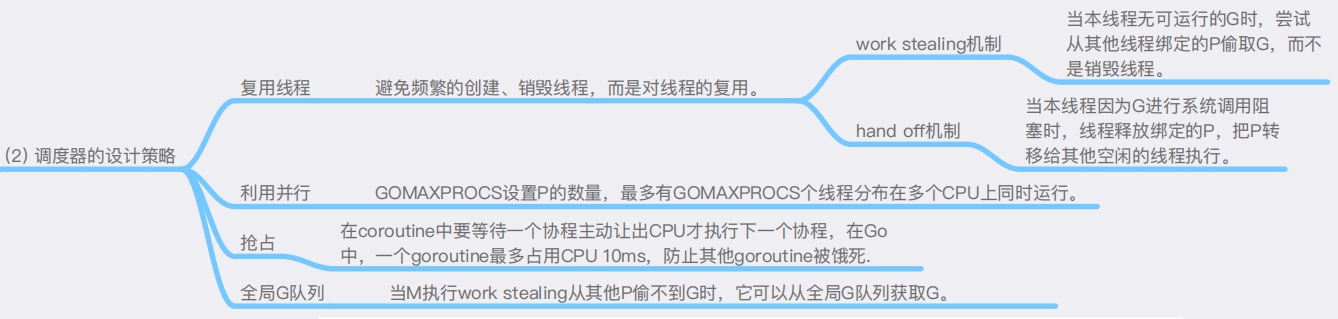 (2) 调度器的设计策略
复用线程
避免频繁的创建、销毁线程，而是对线程的复用。
work stealing机制
当本线程无可运行的G时，尝试
从其他线程绑定的P偷取G，而不
是销毁线程。
hand off机制
当本线程因为G进行系统调用阻
塞时，线程释放绑定的P，把P转
移给其他空闲的线程执行。
利用并行
GOMAXPROCS设置P的数量，最多有GOMAXPROCS个线程分布在多个CPU上同时运行。
抢占
在coroutine中要等待一个协程主动让出CPU才执行下一个协程，在Go
中，一个goroutine最多占用CPU 10ms，防止其他goroutine被饿死.
全局G队列
当M执行work stealing从其他P偷不到G时，它可以从全局G队列获取G。